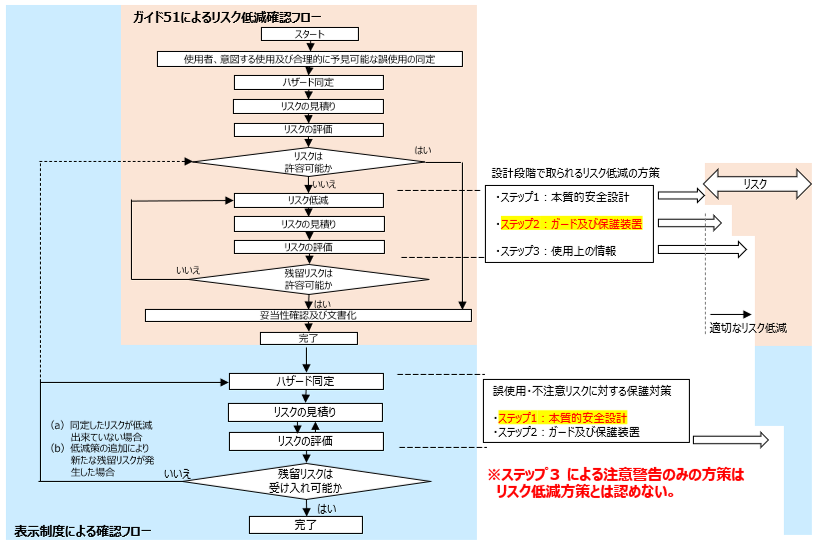 ガイド51によるリスク低減確認フロー
スタート
使用者、意図する使用及び合理的に予見可能な誤使用の同定
ハザード同定
リスクの見積り
リスクの評価
はい
リスクは
許容可能か
いいえ
リスク低減
リスクの見積り
リスクの評価
いいえ
残留リスクは
許容可能か
はい
妥当性確認及び文書化
完了
設計段階で取られるリスク低減の方策
・ステップ1：本質的安全設計
・ステップ2：ガード及び保護装置
・ステップ3：使用上の情報
リスク
適切なリスク低減
ハザード同定
リスクの見積り
リスクの評価
(a) 同定したリスクが低減
出来ていない場合
(b) 低減策の追加により
新たな残留リスクが発
生した場合
いいえ
残留リスクは
受け入れ可能か
はい
完了
誤使用・不注意リスクに対する保護対策
・ステップ1：本質的安全設計
・ステップ2：ガード及び保護装置
※ステップ３ による注意警告のみの方策は
リスク低減方策とは認めない。
表示制度による確認フロー